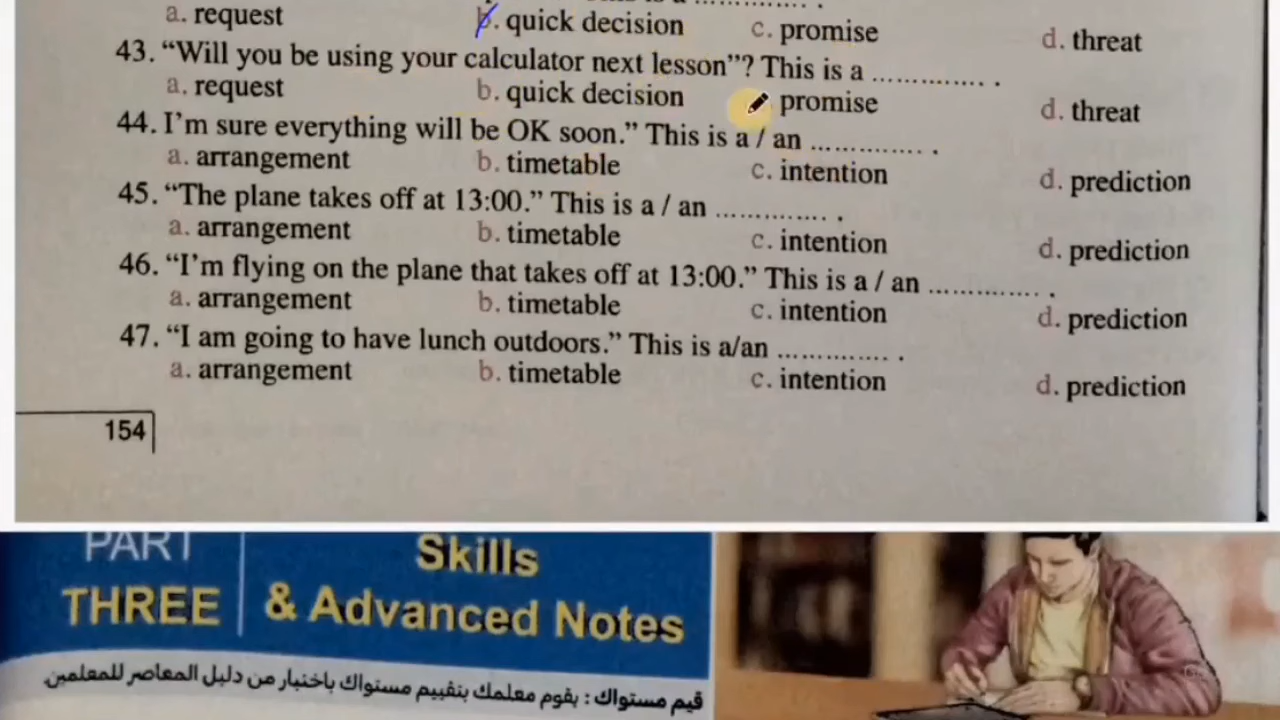 a. request b. quick decision c. promise d. threat
43. “Will you be using your calculator next lesson”? This is a .............. .
a. request b. quick decision promise d. threat
44. I'm sure everything will be OK soon.” This is a / an .............. .
a. arrangement b. timetable c. intention d. prediction
45. “The plane takes off at 13:00.” This is a / an .............. .
a. arrangement b. timetable c. intention d. prediction
46. “I'm flying on the plane that takes off at 13:00.” This is a / an .............. .
a. arrangement b. timetable c. intention d. prediction
47. “I am going to have lunch outdoors.” This is a/an .............. .
a. arrangement b. timetable c. intention d. prediction
154
PART THREE
Skills & Advanced Notes
قيم مستواك : يقوم معلمك بتقييم مستواك باختبار من دليل المعاصر للمعلمين